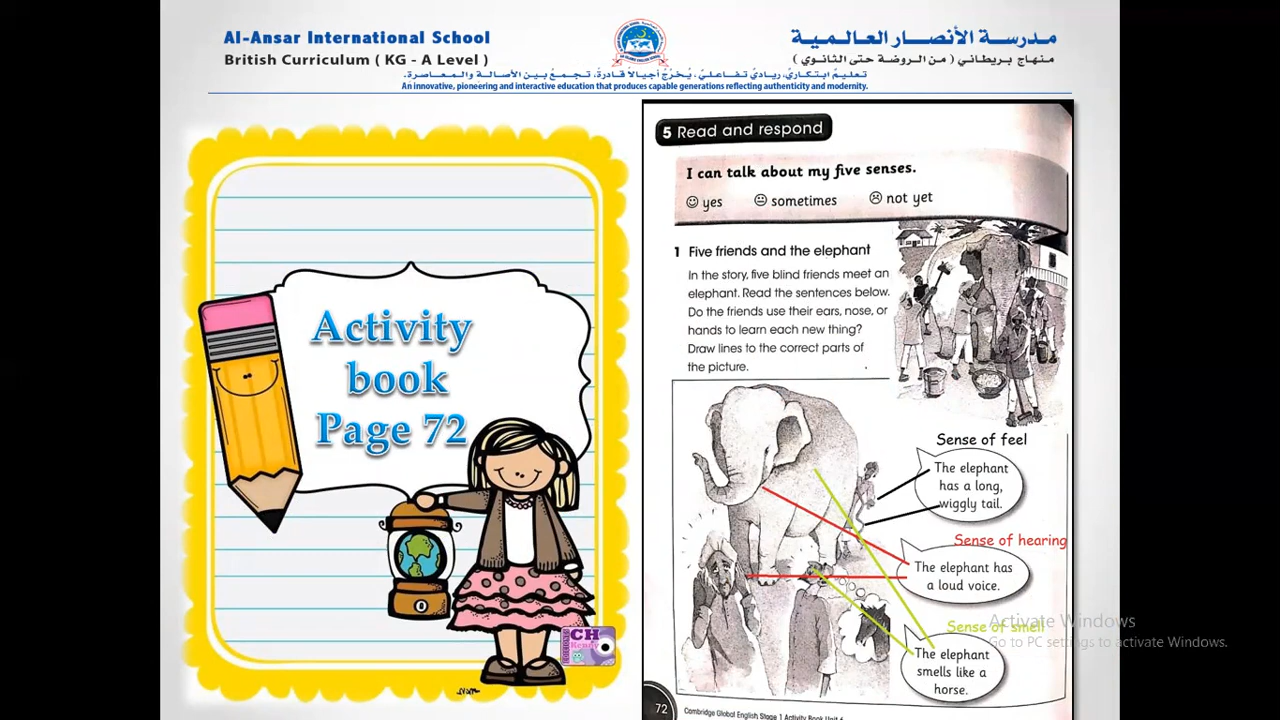 Al-Ansar International School
British Curriculum ( KG - A Level )
مدرسة الأنصار العالمية
منهاج بريطاني ( من الروضة حتى الثانوي )
تعليم ابتكاري، ريادي تفاعلي، يُخرّج أجيالاً قادرة، تجمع بين الأصالة والمعاصرة.
An innovative, pioneering and interactive education that produces capable generations reflecting authenticity and modernity.
Activity
book
Page 72
CH
Kenny
5 Read and respond
I can talk about my five senses.
yes sometimes not yet
1 Five friends and the elephant
In the story, five blind friends meet an
elephant. Read the sentences below.
Do the friends use their ears, nose, or
hands to learn each new thing?
Draw lines to the correct parts of
the picture.
Sense of feel
The elephant
has a long,
wiggly tail.
Sense of hearing
The elephant has
a loud voice.
Sense of smell
The elephant
smells like a
horse.
Activate Windows
Go to PC settings to activate Windows.
72
Cambridge Global English Stage 1 Activity Book Unit 6